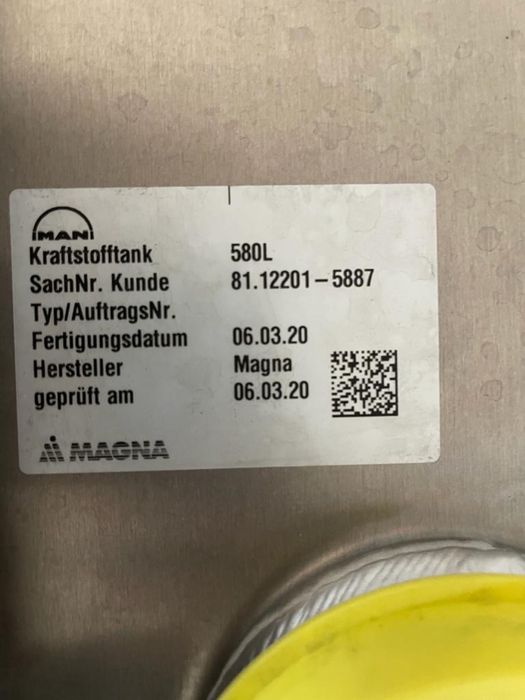 MAN
Kraftstofftank 580L
SachNr. Kunde 81.12201-5887
Typ/AuftragsNr.
Fertigungsdatum 06.03.20
Hersteller Magna
geprüft am 06.03.20
MAGNA